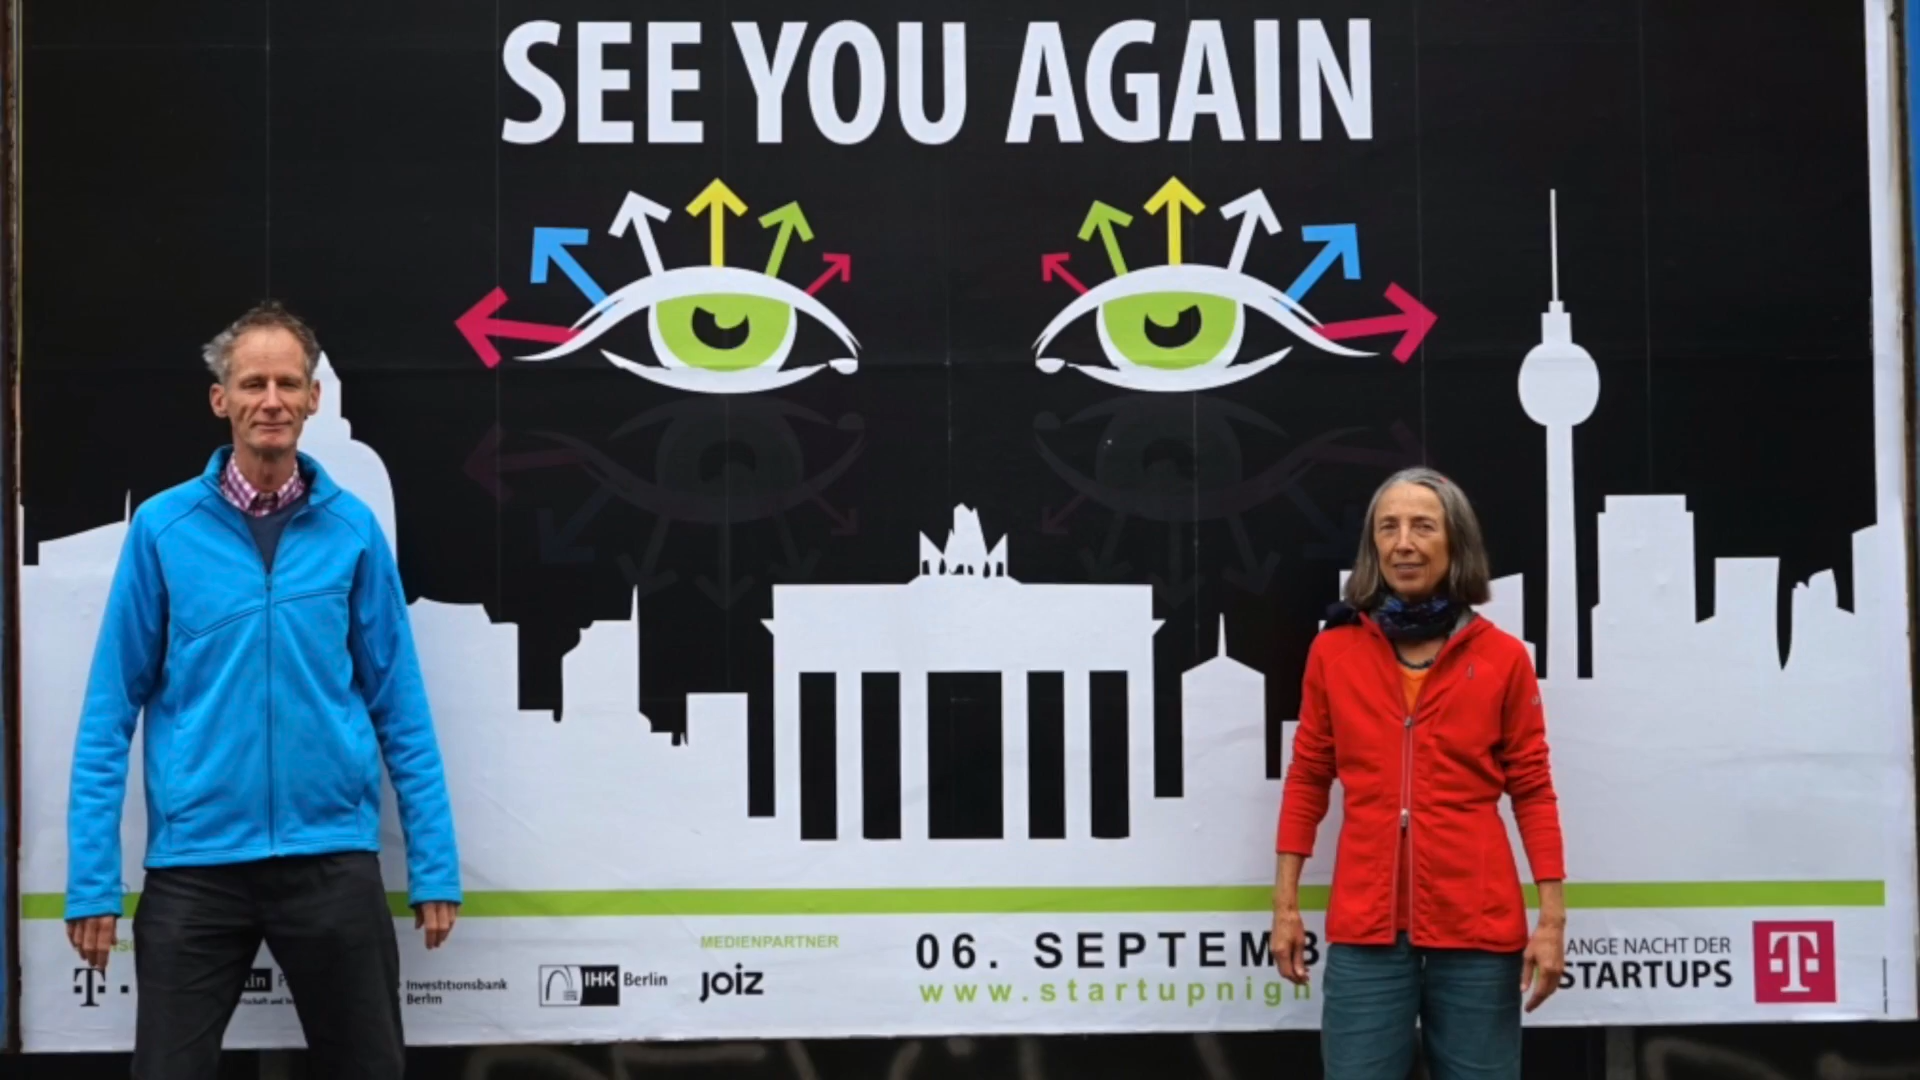 SEE YOU AGAIN
MEDIENPARTNER
T
Investitionsbank
Berlin
IHK Berlin
joiz
06. SEPTEMB
www.startupnigh
ANGE NACHT DER
STARTUPS
T